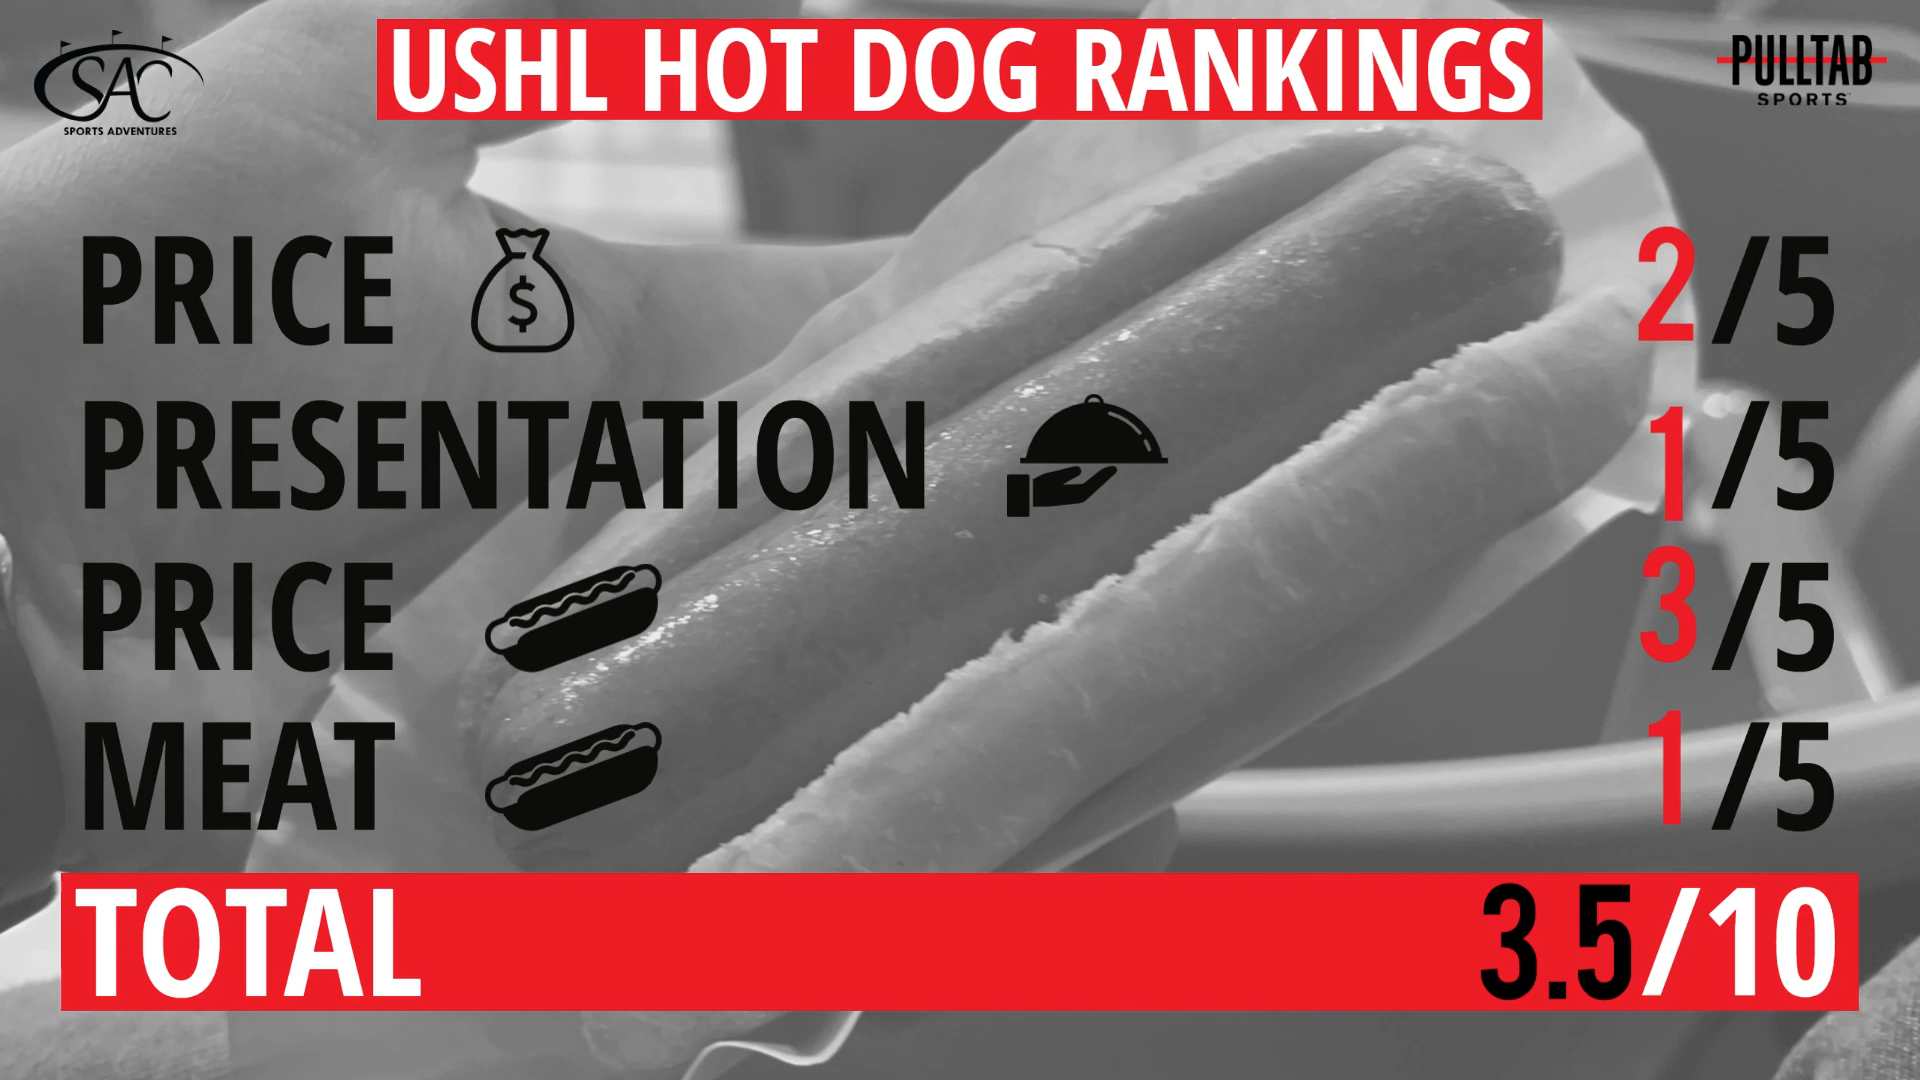 SAC
SPORTS ADVENTURES
USHL HOT DOG RANKINGS
PULLTAB
SPORTS
PRICE $ 2/5
PRESENTATION 1/5
PRICE 3/5
MEAT 1/5
TOTAL 3.5/10